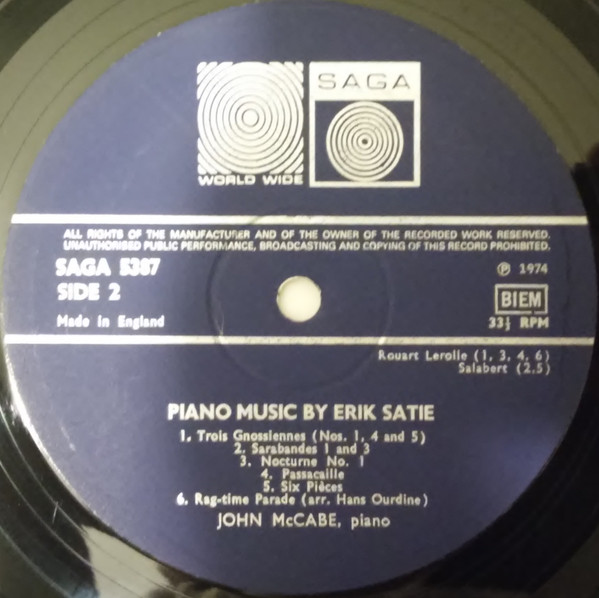 WORLD WIDE
SAGA
ALL RIGHTS OF THE MANUFACTURER AND OF THE OWNER OF THE RECORDED WORK RESERVED.
UNAUTHORISED PUBLIC PERFORMANCE, BROADCASTING AND COPYING OF THIS RECORD PROHIBITED.
SAGA 5387
SIDE 2
Made in England
℗ 1974
BIEM
33⅓ RPM
Rouart Lerolle (1, 3, 4, 6)
Salabert (2.5)
PIANO MUSIC BY ERIK SATIE
1. Trois Gnossiennes (Nos. 1, 4 and 5)
2. Sarabandes 1 and 3
3. Nocturne No. 1
4. Passacaille
5. Six Pièces
6. Rag-time Parade (arr. Hans Ourdine)
JOHN McCABE, piano